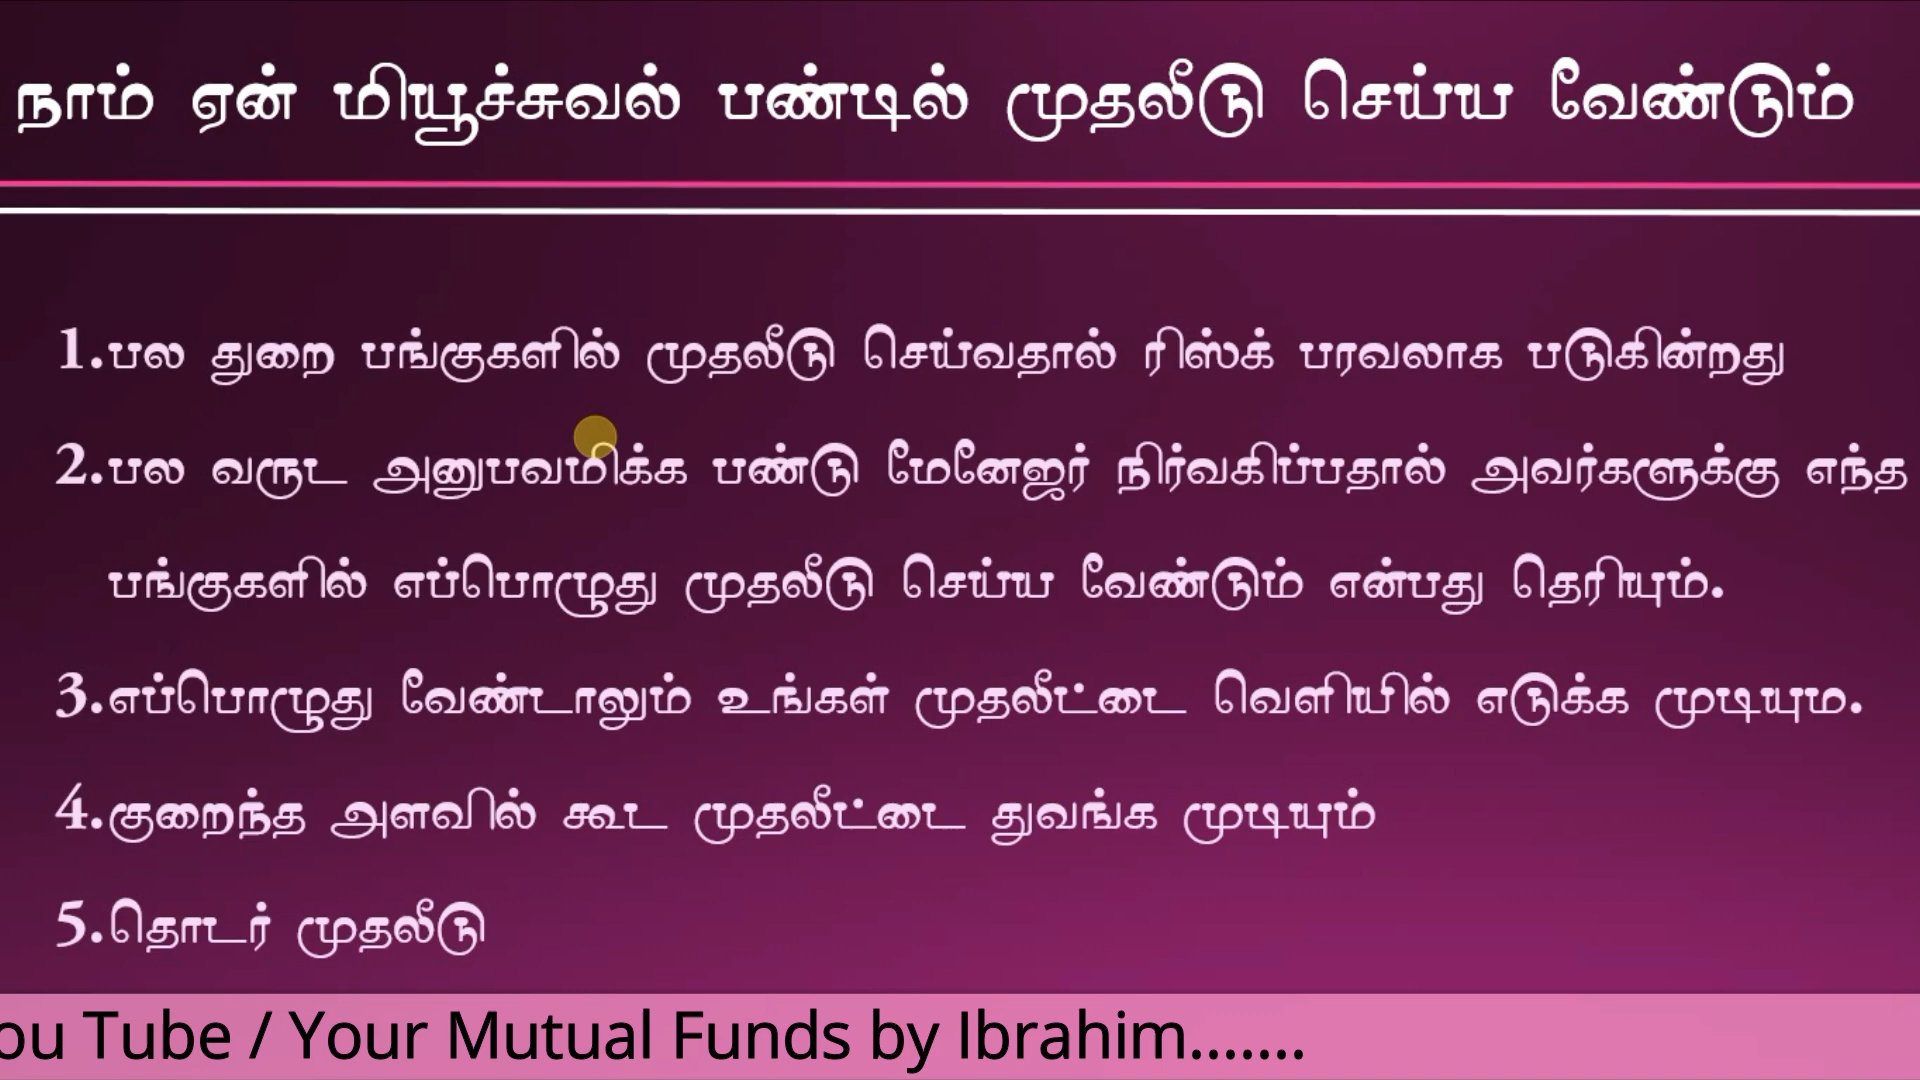 நாம் ஏன் மியூச்சுவல் பண்டில் முதலீடு செய்ய வேண்டும்
1.பல துறை பங்குகளில் முதலீடு செய்வதால் ரிஸ்க் பரவலாக படுகின்றது
2.பல வருட அனுபவமிக்க பண்டு மேனேஜர் நிர்வகிப்பதால் அவர்களுக்கு எந்த
பங்குகளில் எப்பொழுது முதலீடு செய்ய வேண்டும் என்பது தெரியும்.
3.எப்பொழுது வேண்டாலும் உங்கள் முதலீட்டை வெளியில் எடுக்க முடியும.
4.குறைந்த அளவில் கூட முதலீட்டை துவங்க முடியும்
5.தொடர் முதலீடு
ou Tube / Your Mutual Funds by Ibrahim.......